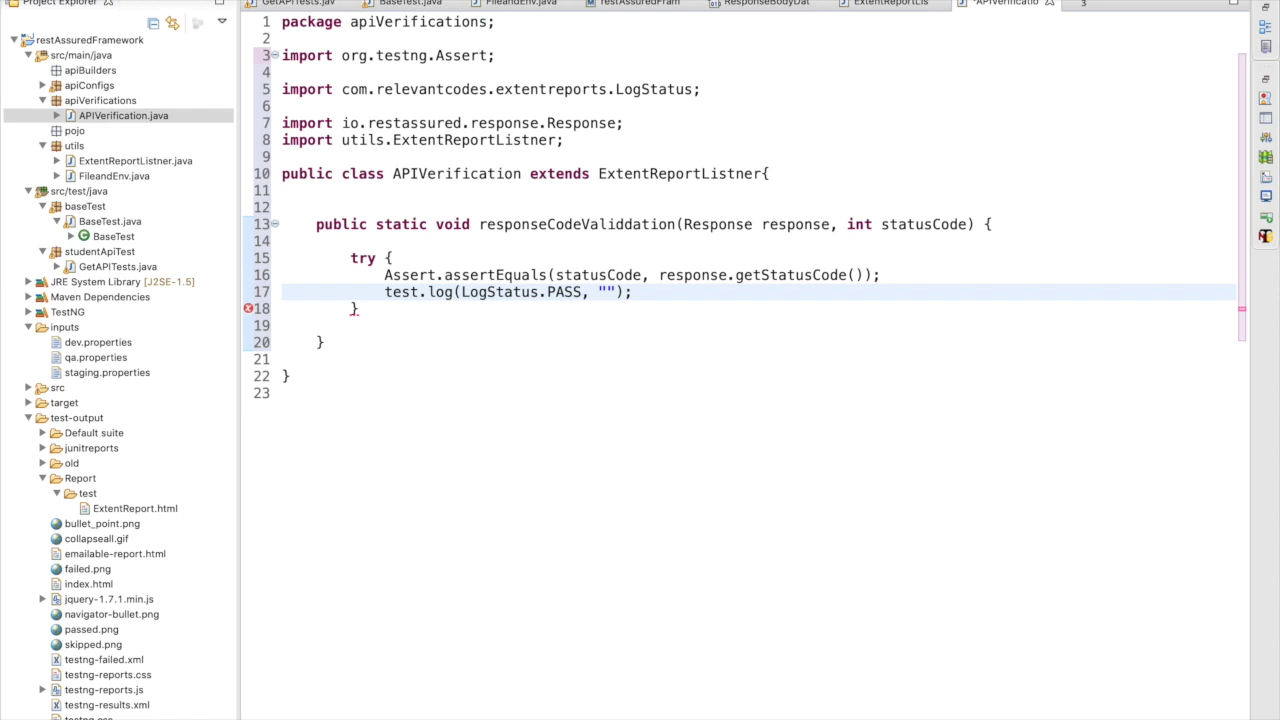 Project Explorer
GetAPITests.jav
BaseTest.java
FileandEnv.java
restAssuredFram
ResponseBodyDat
ExtentReportLis
*APIVerificatio
3
restAssuredFramework
src/main/java
apiBuilders
apiConfigs
apiVerifications
APIVerification.java
pojo
utils
ExtentReportListner.java
FileandEnv.java
src/test/java
baseTest
BaseTest.java
BaseTest
studentApiTest
GetAPITests.java
JRE System Library [J2SE-1.5]
Maven Dependencies
TestNG
inputs
dev.properties
qa.properties
staging.properties
src
target
test-output
Default suite
junitreports
old
Report
test
ExtentReport.html
bullet_point.png
collapseall.gif
emailable-report.html
failed.png
index.html
jquery-1.7.1.min.js
navigator-bullet.png
passed.png
skipped.png
testng-failed.xml
testng-reports.css
testng-reports.js
testng-results.xml
testng.css
1 package apiVerifications;
2
3 import org.testng.Assert;
4
5 import com.relevantcodes.extentreports.LogStatus;
6
7 import io.restassured.response.Response;
8 import utils.ExtentReportListner;
9
10 public class APIVerification extends ExtentReportListner{
11
12
13 public static void responseCodeValiddation(Response response, int statusCode) {
14
15 try {
16 Assert.assertEquals(statusCode, response.getStatusCode());
17 test.log(LogStatus.PASS, "");
18 }
19
20 }
21
22 }
23